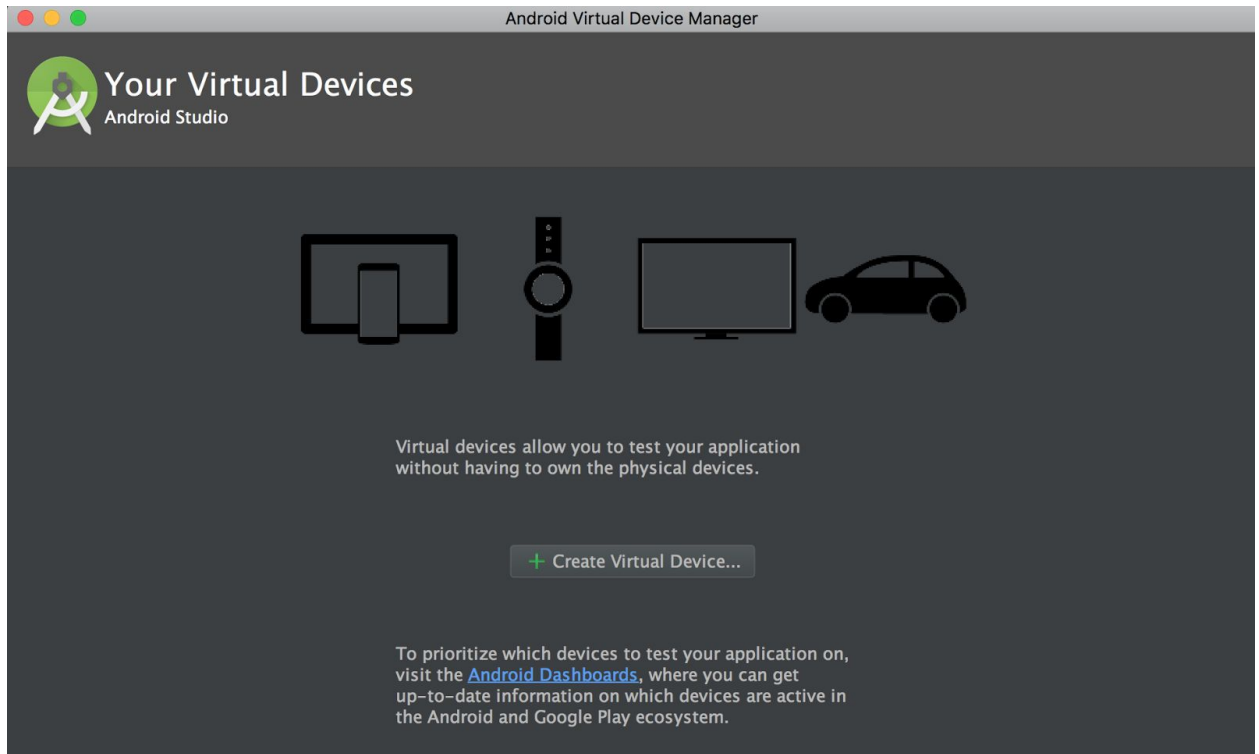 Android Virtual Device Manager
Your Virtual Devices
Android Studio
Virtual devices allow you to test your application
without having to own the physical devices.
+ Create Virtual Device...
To prioritize which devices to test your application on,
visit the Android Dashboards, where you can get
up-to-date information on which devices are active in
the Android and Google Play ecosystem.